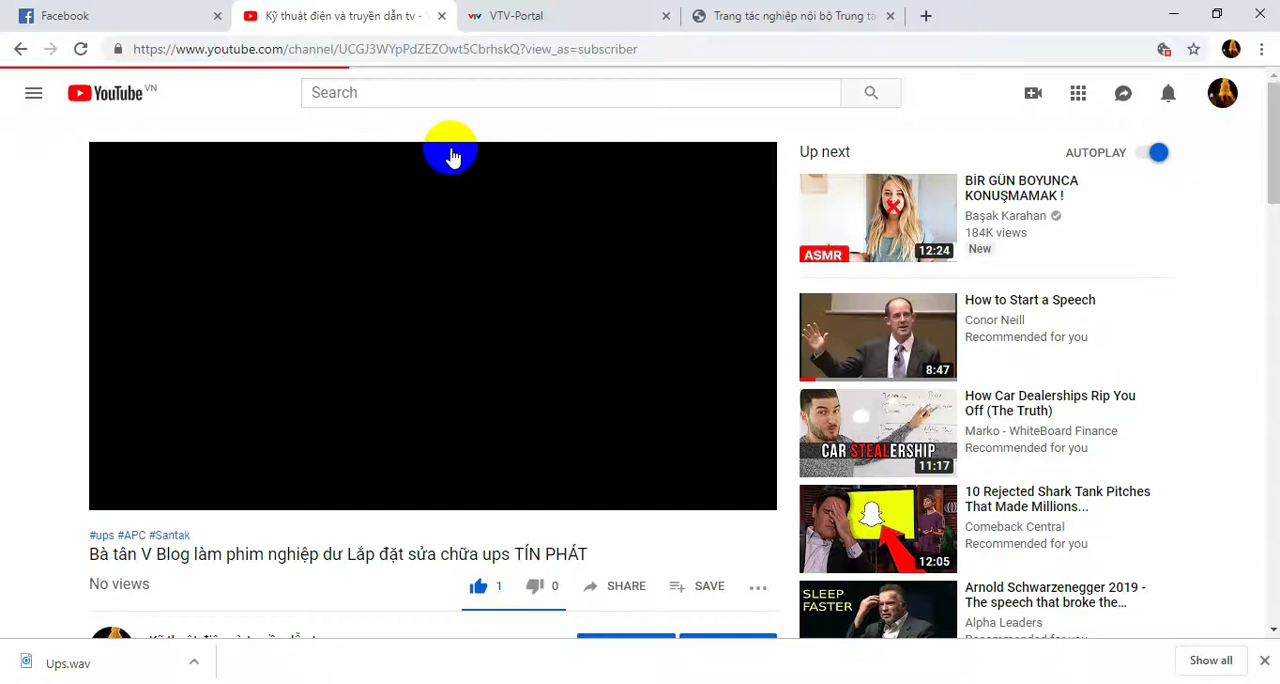 Facebook
Kỹ thuật điện và truyền dẫn tv -
VTV-Portal
Trang tác nghiệp nội bộ Trung tâ
https://www.youtube.com/channel/UCGJ3WYpPdZEZOwt5CbrhskQ?view_as=subscriber
YouTube VN
Search
Up next
AUTOPLAY
BİR GÜN BOYUNCA
KONUŞMAMAK !
Başak Karahan
184K views
New
ASMR
12:24
How to Start a Speech
Conor Neill
Recommended for you
8:47
How Car Dealerships Rip You
Off (The Truth)
Marko - WhiteBoard Finance
Recommended for you
CAR STEALERSHIP
11:17
10 Rejected Shark Tank Pitches
That Made Millions...
Comeback Central
Recommended for you
12:05
Arnold Schwarzenegger 2019 -
The speech that broke the...
Alpha Leaders
SLEEP
FASTER
#ups #APC #Santak
Bà tân V Blog làm phim nghiệp dư Lắp đặt sửa chữa ups TÍN PHÁT
No views
1
0
SHARE
SAVE
Ups.wav
Show all